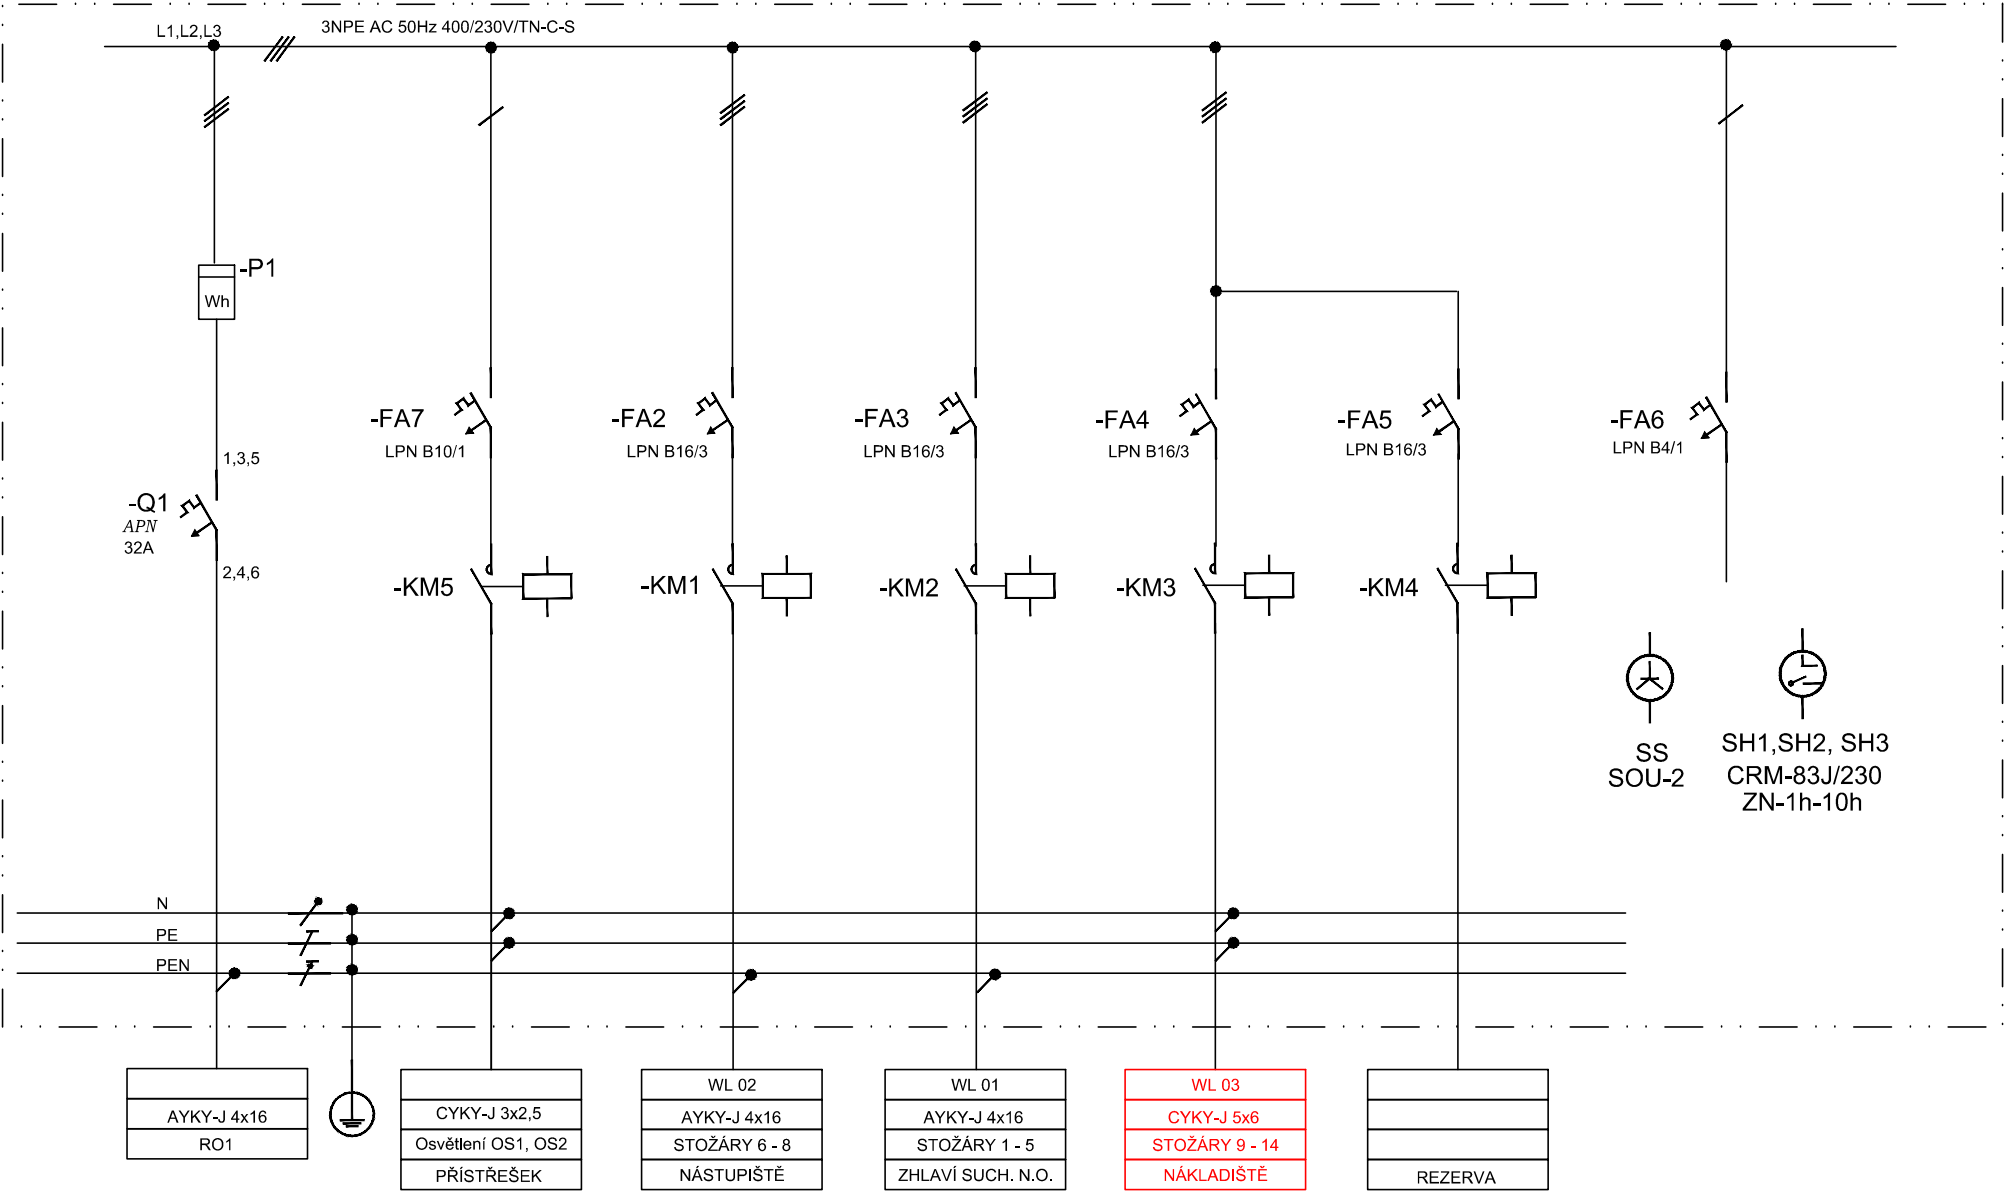 L1,L2,L3
3NPE AC 50Hz 400/230V/TN-C-S
-P1
Wh
1,3,5
-Q1
APN
32A
2,4,6
-FA7
LPN B10/1
-FA2
LPN B16/3
-FA3
LPN B16/3
-FA4
LPN B16/3
-FA5
LPN B16/3
-FA6
LPN B4/1
-KM5
-KM1
-KM2
-KM3
-KM4
SS
SOU-2
SH1,SH2, SH3
CRM-83J/230
ZN-1h-10h
N
PE
PEN
AYKY-J 4x16
RO1
CYKY-J 3x2,5
Osvětlení OS1, OS2
PŘÍSTŘEŠEK
WL 02
AYKY-J 4x16
STOŽÁRY 6 - 8
NÁSTUPIŠTĚ
WL 01
AYKY-J 4x16
STOŽÁRY 1 - 5
ZHLAVÍ SUCH. N.O.
WL 03
CYKY-J 5x6
STOŽÁRY 9 - 14
NÁKLADIŠTĚ
REZERVA